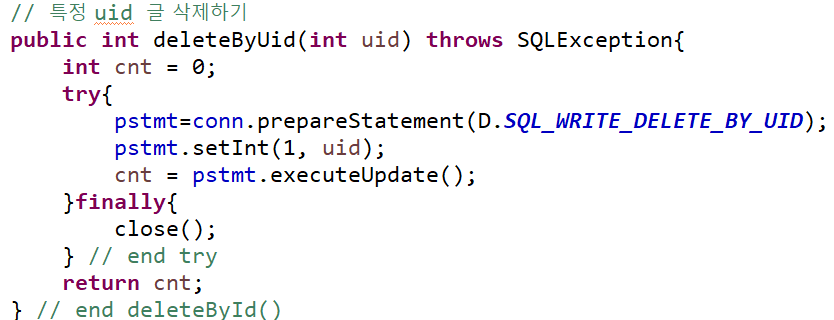 // 특정 uid 글 삭제하기
public int deleteByUid(int uid) throws SQLException{
    int cnt = 0;
    try{
        pstmt=conn.prepareStatement(D.SQL_WRITE_DELETE_BY_UID);
        pstmt.setInt(1, uid);
        cnt = pstmt.executeUpdate();
    }finally{
        close();
    } // end try
    return cnt;
} // end deleteById()